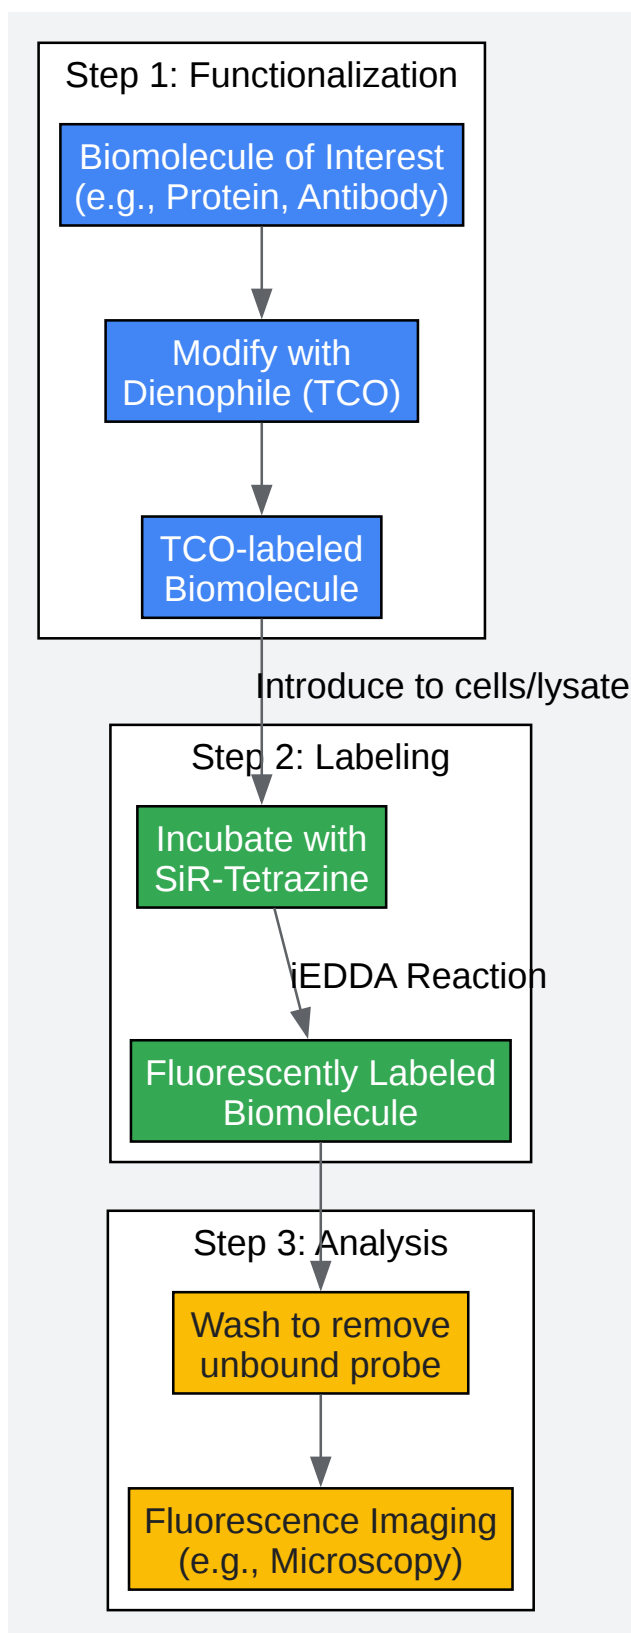 Step 1: Functionalization
Biomolecule of Interest
(e.g., Protein, Antibody)
Modify with
Dienophile (TCO)
TCO-labeled
Biomolecule
Introduce to cells/lysate
Step 2: Labeling
Incubate with
SiR-Tetrazine
iEDDA Reaction
Fluorescently Labeled
Biomolecule
Step 3: Analysis
Wash to remove
unbound probe
Fluorescence Imaging
(e.g., Microscopy)